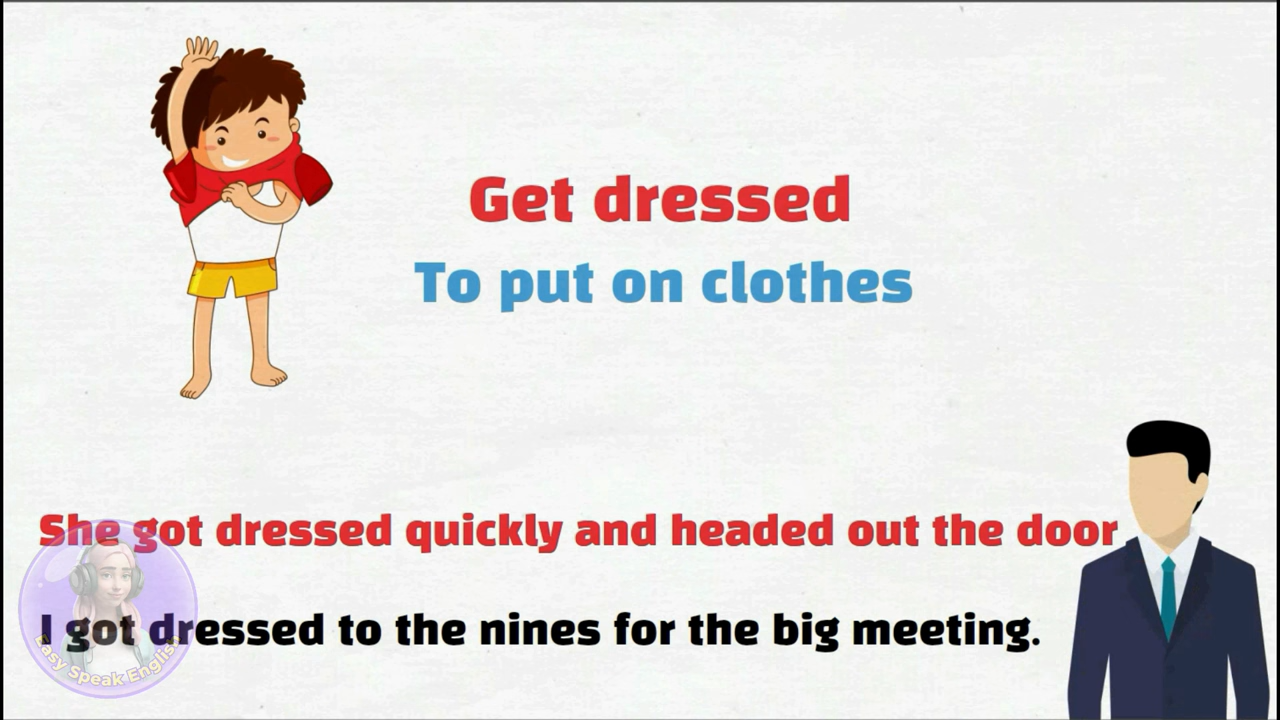 Get dressed
To put on clothes
She got dressed quickly and headed out the door
I got dressed to the nines for the big meeting.
Easy Speak English